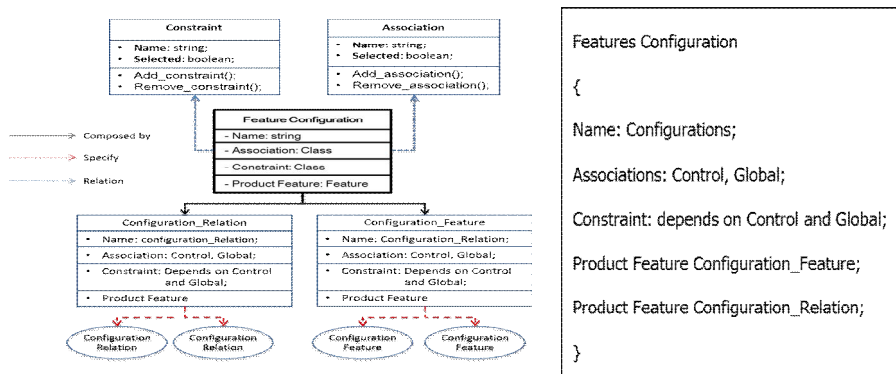 Constraint
• Name: string;
• Selected: boolean;
• Add_constraint();
• Remove_constraint();
Association
• Name: string;
• Selected: boolean;
• Add_association();
• Remove_association();
Composed by
Specify
Relation
Feature Configuration
- Name: string
- Association: Class
- Constraint: Class
- Product Feature: Feature
Configuration_Relation
• Name: configuration_Relation;
• Association: Control, Global;
• Constraint: Depends on Control
and Global;
• Product Feature
Configuration_Feature
• Name: Configuration_Relation;
• Association: Control, Global;
• Constraint: Depends on Control
and Global;
• Product Feature
Configuration
Relation
Configuration
Relation
Configuration
Feature
Configuration
Feature
Features Configuration
{
Name: Configurations;
Associations: Control, Global;
Constraint: depends on Control and Global;
Product Feature Configuration_Feature;
Product Feature Configuration_Relation;
}